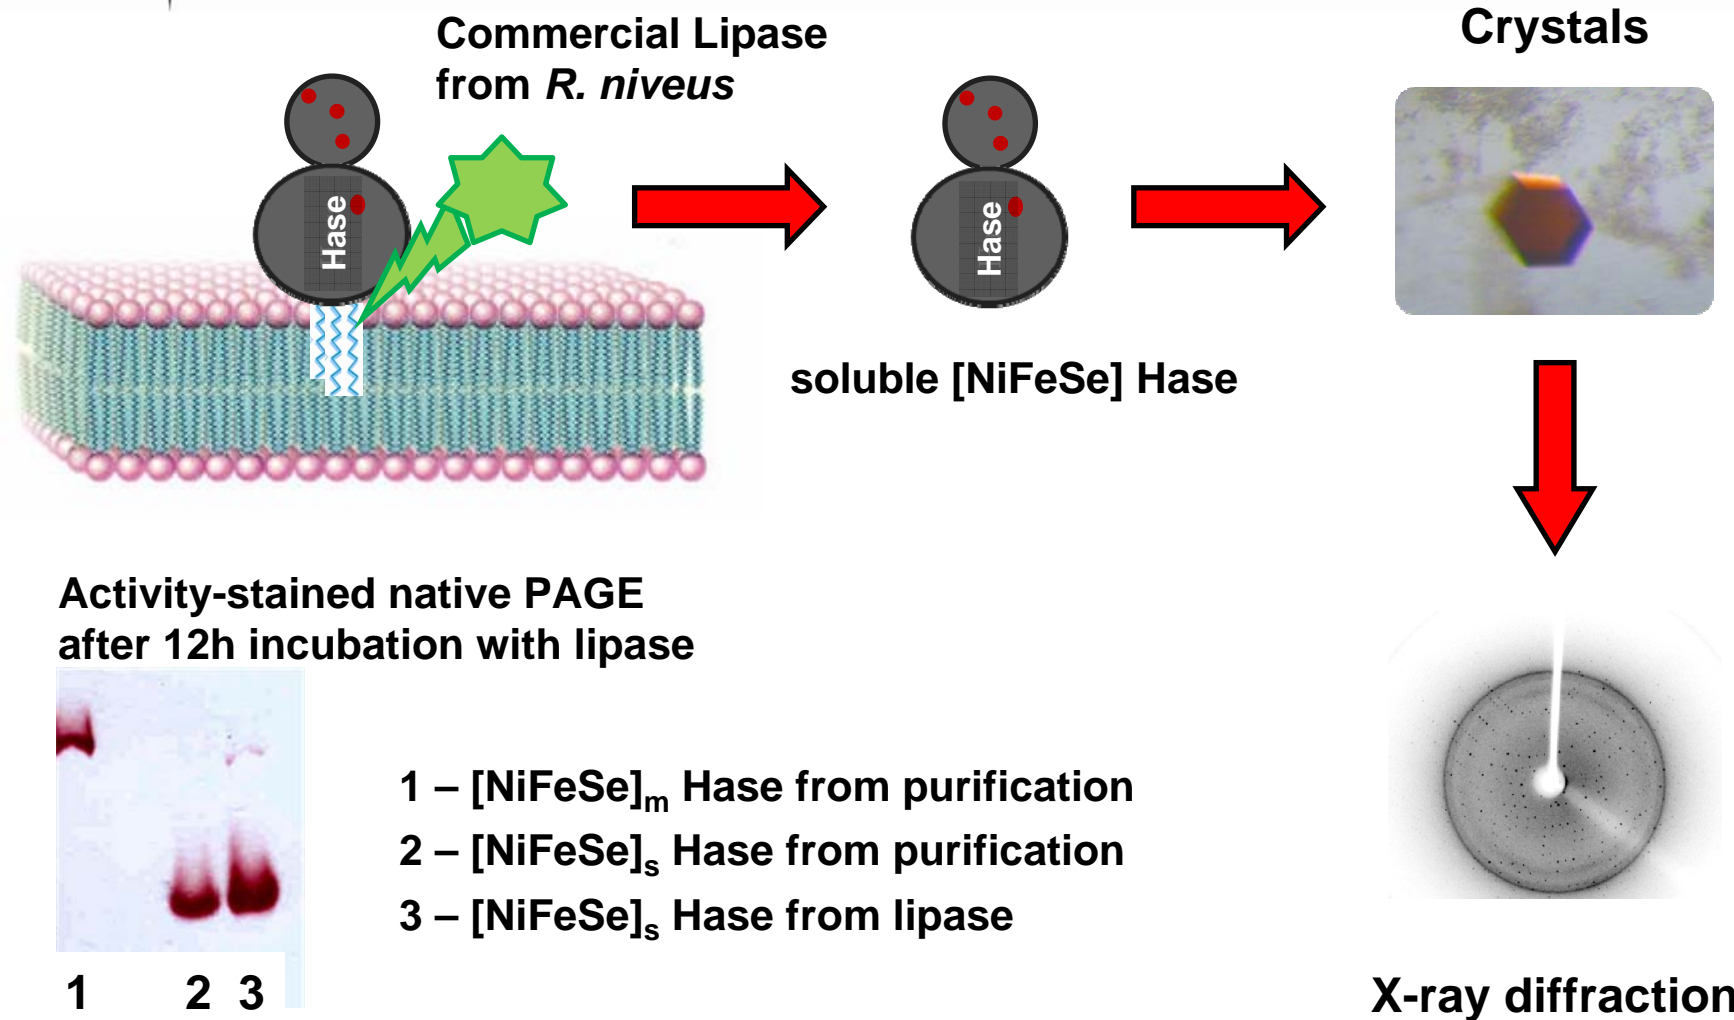 Commercial Lipase
from R. niveus
Crystals
Hase
Hase
soluble [NiFeSe] Hase
Activity-stained native PAGE
after 12h incubation with lipase
1 – [NiFeSe]m Hase from purification
2 – [NiFeSe]s Hase from purification
3 – [NiFeSe]s Hase from lipase
1 2 3
X-ray diffraction